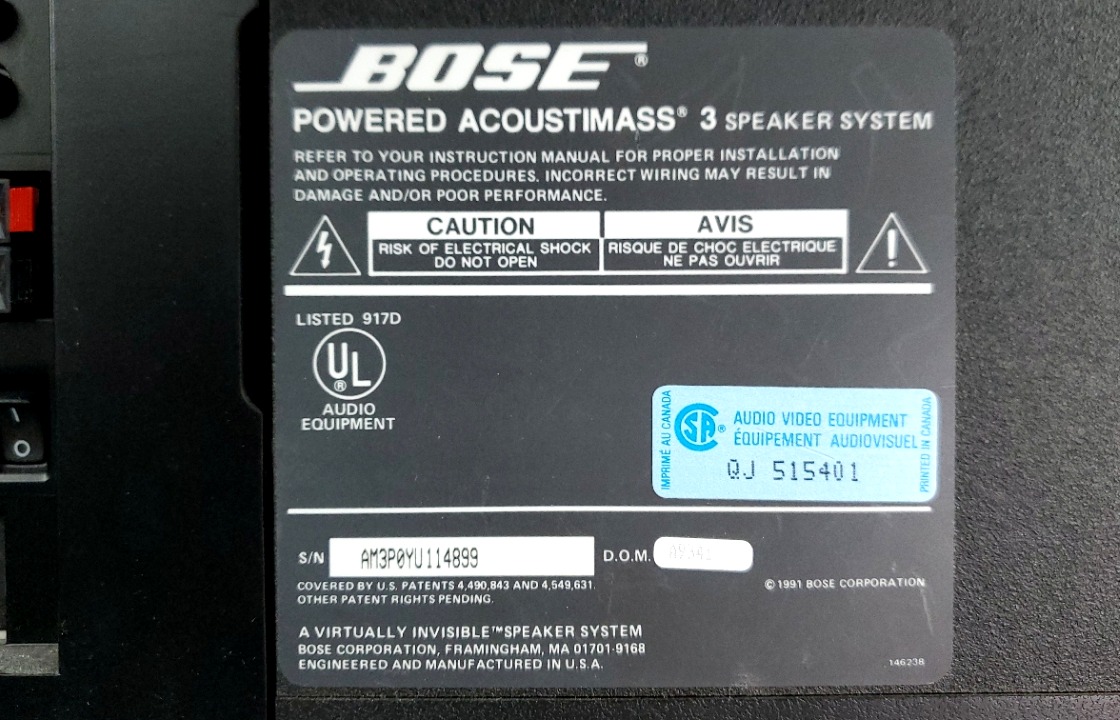 BOSE®
POWERED ACOUSTIMASS® 3 SPEAKER SYSTEM
REFER TO YOUR INSTRUCTION MANUAL FOR PROPER INSTALLATION
AND OPERATING PROCEDURES. INCORRECT WIRING MAY RESULT IN
DAMAGE AND/OR POOR PERFORMANCE.
CAUTION
RISK OF ELECTRICAL SHOCK
DO NOT OPEN
AVIS
RISQUE DE CHOC ELECTRIQUE
NE PAS OUVRIR
LISTED 917D
UL®
AUDIO
EQUIPMENT
IMPRIMÉ AU CANADA
SA®
AUDIO VIDEO EQUIPMENT
ÉQUIPEMENT AUDIOVISUEL
QJ 515401
PRINTED IN CANADA
S/N AM3P0YU114899
D.O.M.
COVERED BY U.S. PATENTS 4,490,843 AND 4,549,631.
OTHER PATENT RIGHTS PENDING.
© 1991 BOSE CORPORATION
A VIRTUALLY INVISIBLE™ SPEAKER SYSTEM
BOSE CORPORATION, FRAMINGHAM, MA 01701-9168
ENGINEERED AND MANUFACTURED IN U.S.A.
146238